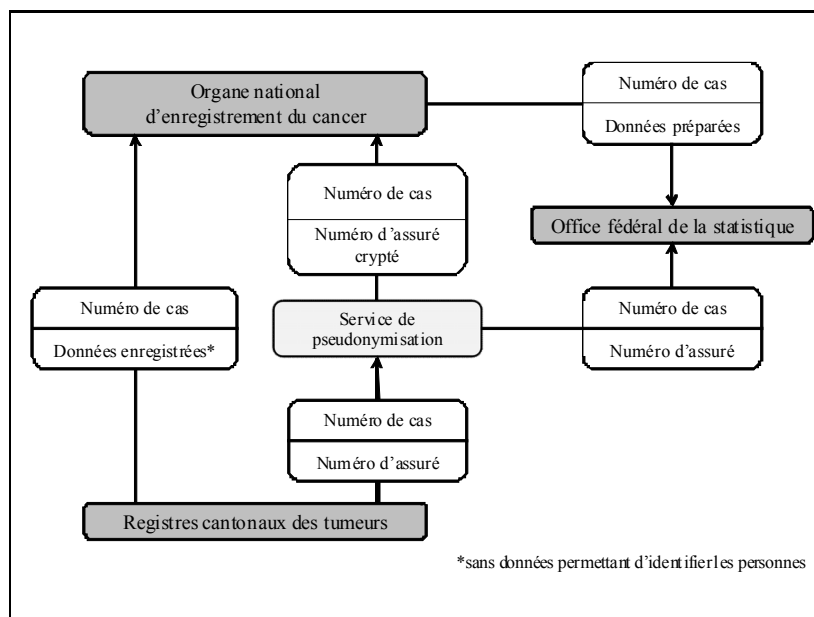 Organe national
d'enregistrement du cancer
Numéro de cas
Données préparées
Numéro de cas
Numéro d'assuré
crypté
Office fédéral de la statistique
Numéro de cas
Données enregistrées*
Service de
pseudonymisation
Numéro de cas
Numéro d'assuré
Numéro de cas
Numéro d'assuré
Registres cantonaux des tumeurs
*sans données permettant d'identifier les personnes